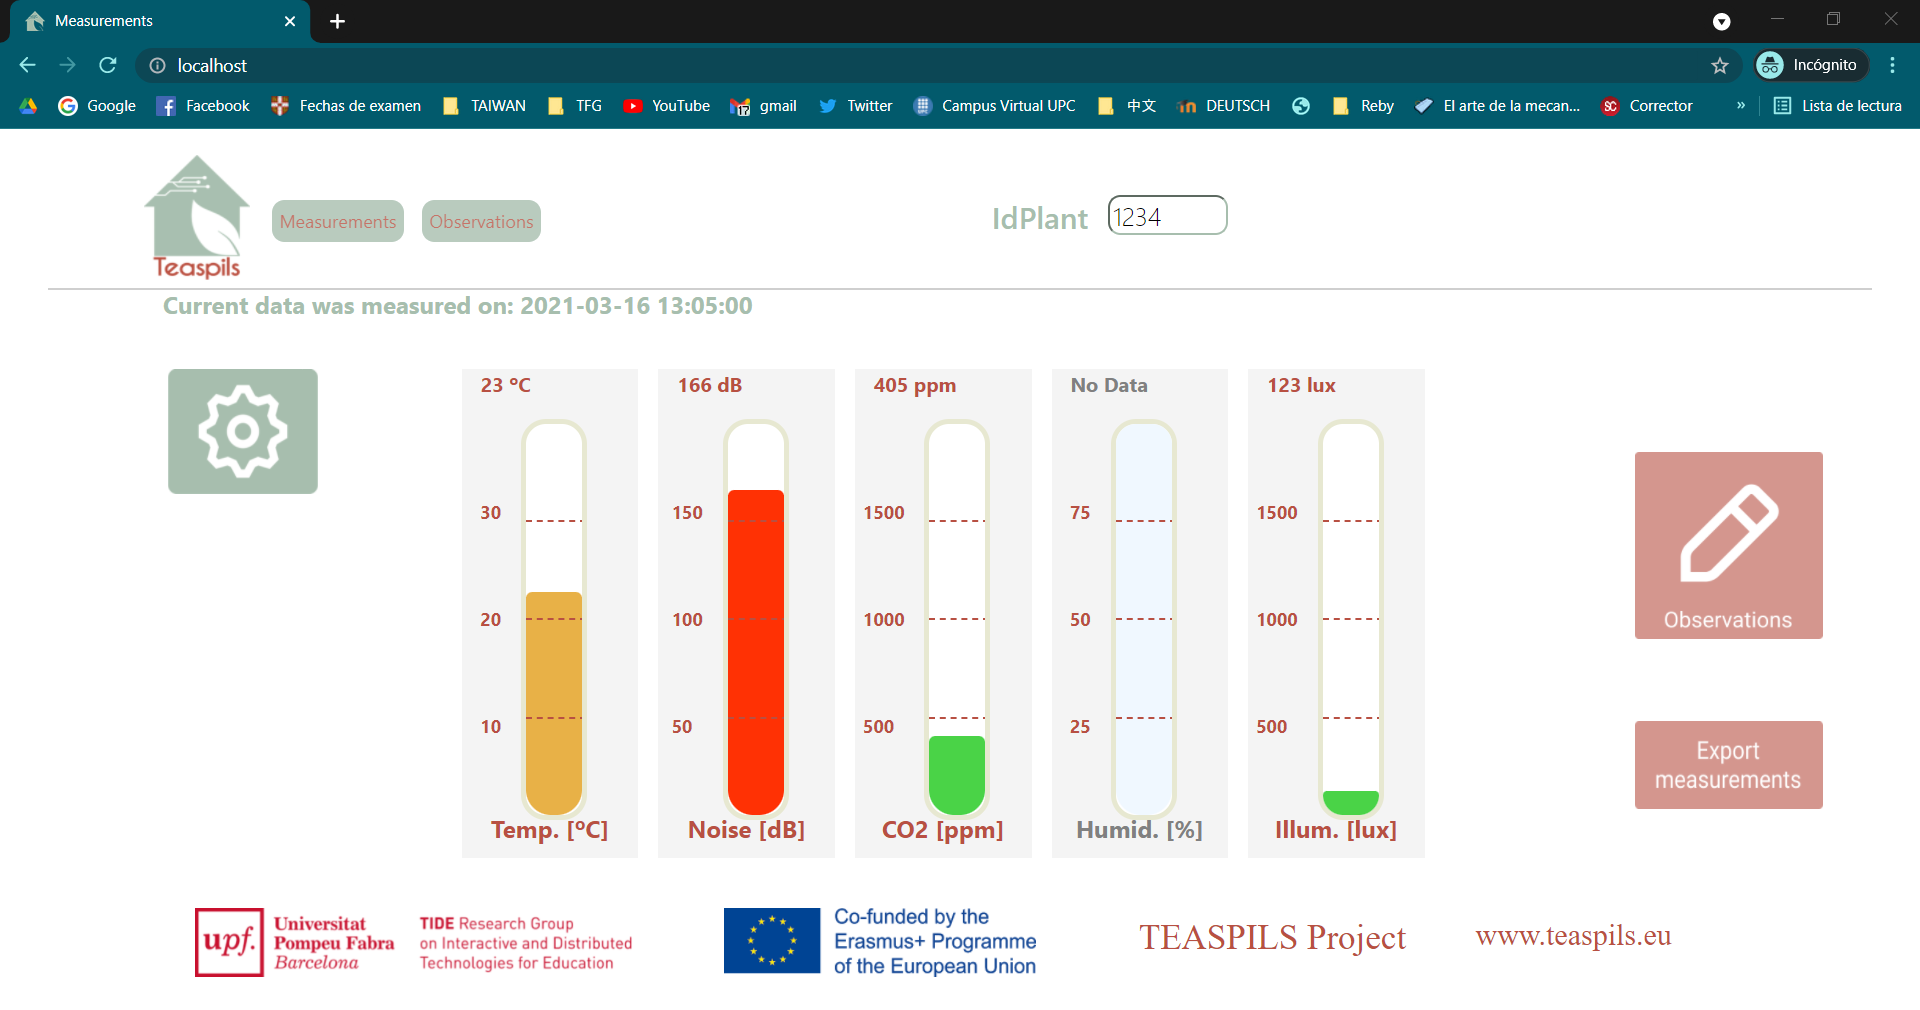 Measurements
localhost
Incógnito
Google
Facebook
Fechas de examen
TAIWAN
TFG
YouTube
17
gmail
Twitter
Campus Virtual UPC
中文
DEUTSCH
Reby
El arte de la mecan...
SC
Corrector
»
Lista de lectura
Teaspils
Measurements
Observations
IdPlant
1234
Current data was measured on: 2021-03-16 13:05:00
23 ºC
30
20
10
Temp. [ºC]
166 dB
150
100
50
Noise [dB]
405 ppm
1500
1000
500
CO2 [ppm]
No Data
75
50
25
Humid. [%]
123 lux
1500
1000
500
Illum. [lux]
Observations
Export
measurements
upf.
Universitat
Pompeu Fabra
Barcelona
TIDE Research Group
on Interactive and Distributed
Technologies for Education
Co-funded by the
Erasmus+ Programme
of the European Union
TEASPILS Project
www.teaspils.eu